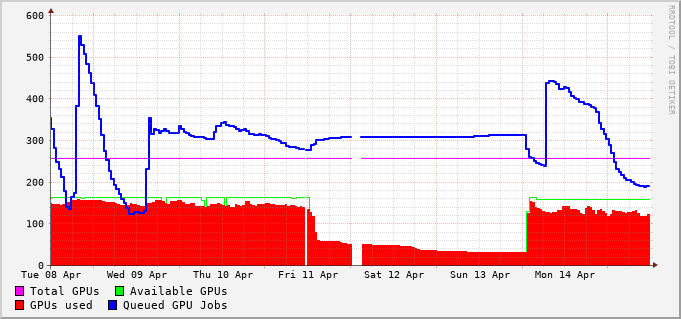 RRDTOOL / TOBI OETIKER
600
500
400
300
200
100
0
Tue 08 Apr Wed 09 Apr Thu 10 Apr Fri 11 Apr Sat 12 Apr Sun 13 Apr Mon 14 Apr
Total GPUs Available GPUs
GPUs used Queued GPU Jobs